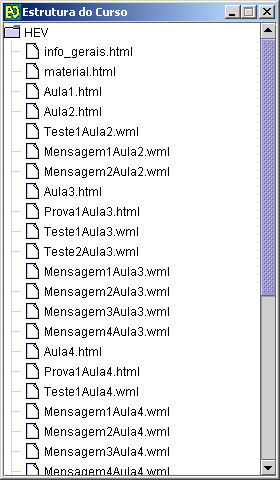 Estrutura do Curso
HEV
info_gerais.html
material.html
Aula1.html
Aula2.html
Teste1Aula2.wml
Mensagem1Aula2.wml
Mensagem2Aula2.wml
Aula3.html
Prova1Aula3.html
Teste1Aula3.wml
Teste2Aula3.wml
Mensagem1Aula3.wml
Mensagem2Aula3.wml
Mensagem3Aula3.wml
Mensagem4Aula3.wml
Aula4.html
Prova1Aula4.html
Teste1Aula4.wml
Mensagem1Aula4.wml
Mensagem2Aula4.wml
Mensagem3Aula4.wml
Mensagem4Aula4.wml